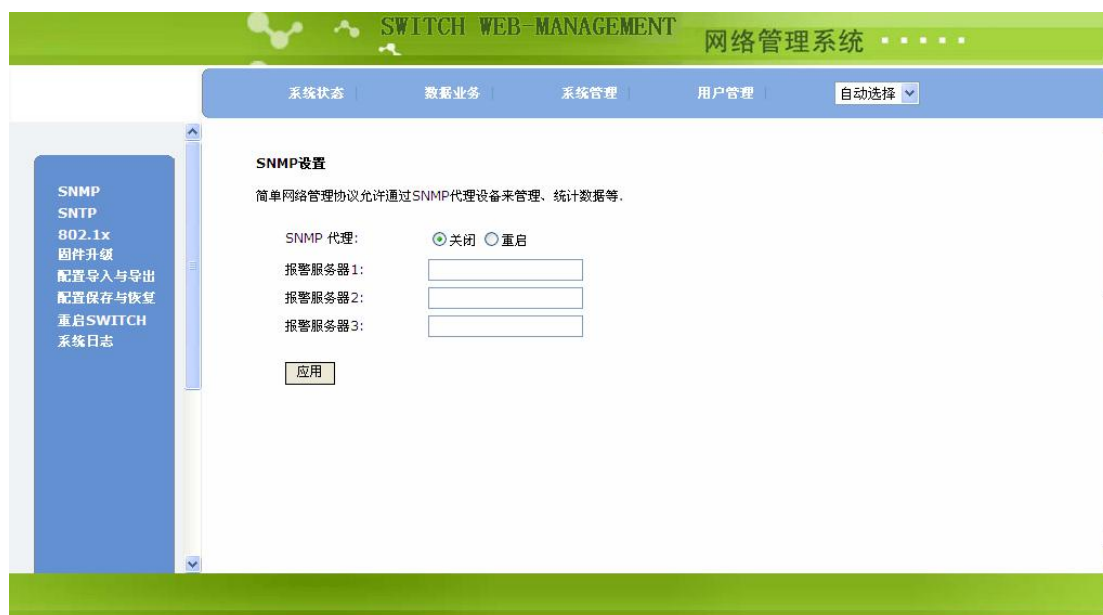 SWITCH WEB-MANAGEMENT
网络管理系统
系统状态 数据业务 系统管理 用户管理 自动选择
SNMP
SNTP
802.1x
固件升级
配置导入与导出
配置保存与恢复
重启SWITCH
系统日志
SNMP设置
简单网络管理协议允许通过SNMP代理设备来管理、统计数据等.
SNMP 代理: 关闭 重启
报警服务器1:
报警服务器2:
报警服务器3:
应用